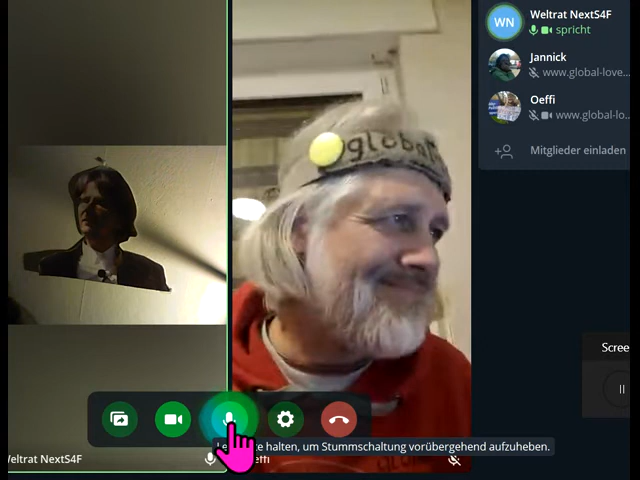 WN
Weltrat NextS4F
spricht
Jannick
www.global-love...
Oeffi
www.global-lo...
Mitglieder einladen
global
Scree
halten, um Stummschaltung vorübergehend aufzuheben.
Weltrat NextS4F
effi